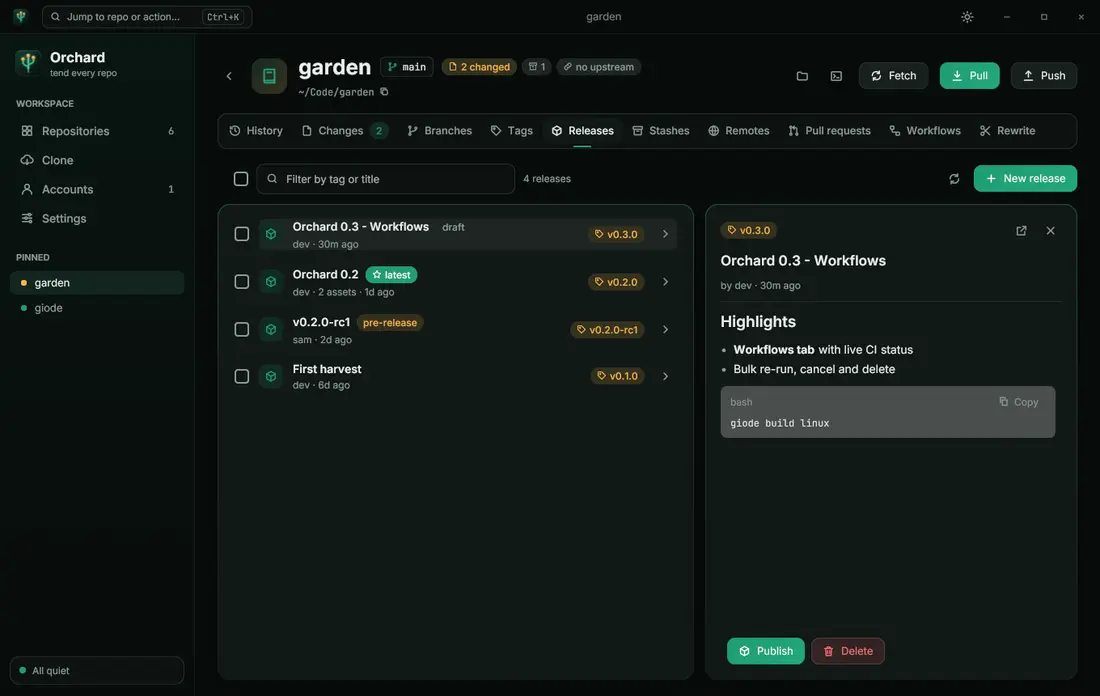 Jump to repo or action... Ctrl+K
garden
Orchard
tend every repo
WORKSPACE
Repositories 6
Clone
Accounts 1
Settings
PINNED
garden
giode
All quiet
garden main 2 changed 1 no upstream
~/Code/garden
Fetch Pull Push
History Changes 2 Branches Tags Releases Stashes Remotes Pull requests Workflows Rewrite
Filter by tag or title 4 releases New release
Orchard 0.3 - Workflows draft
dev · 30m ago
v0.3.0
Orchard 0.2 latest
dev · 2 assets · 1d ago
v0.2.0
v0.2.0-rc1 pre-release
sam · 2d ago
v0.2.0-rc1
First harvest
dev · 6d ago
v0.1.0
v0.3.0
Orchard 0.3 - Workflows
by dev · 30m ago
Highlights
• Workflows tab with live CI status
• Bulk re-run, cancel and delete
bash Copy
giode build linux
Publish Delete